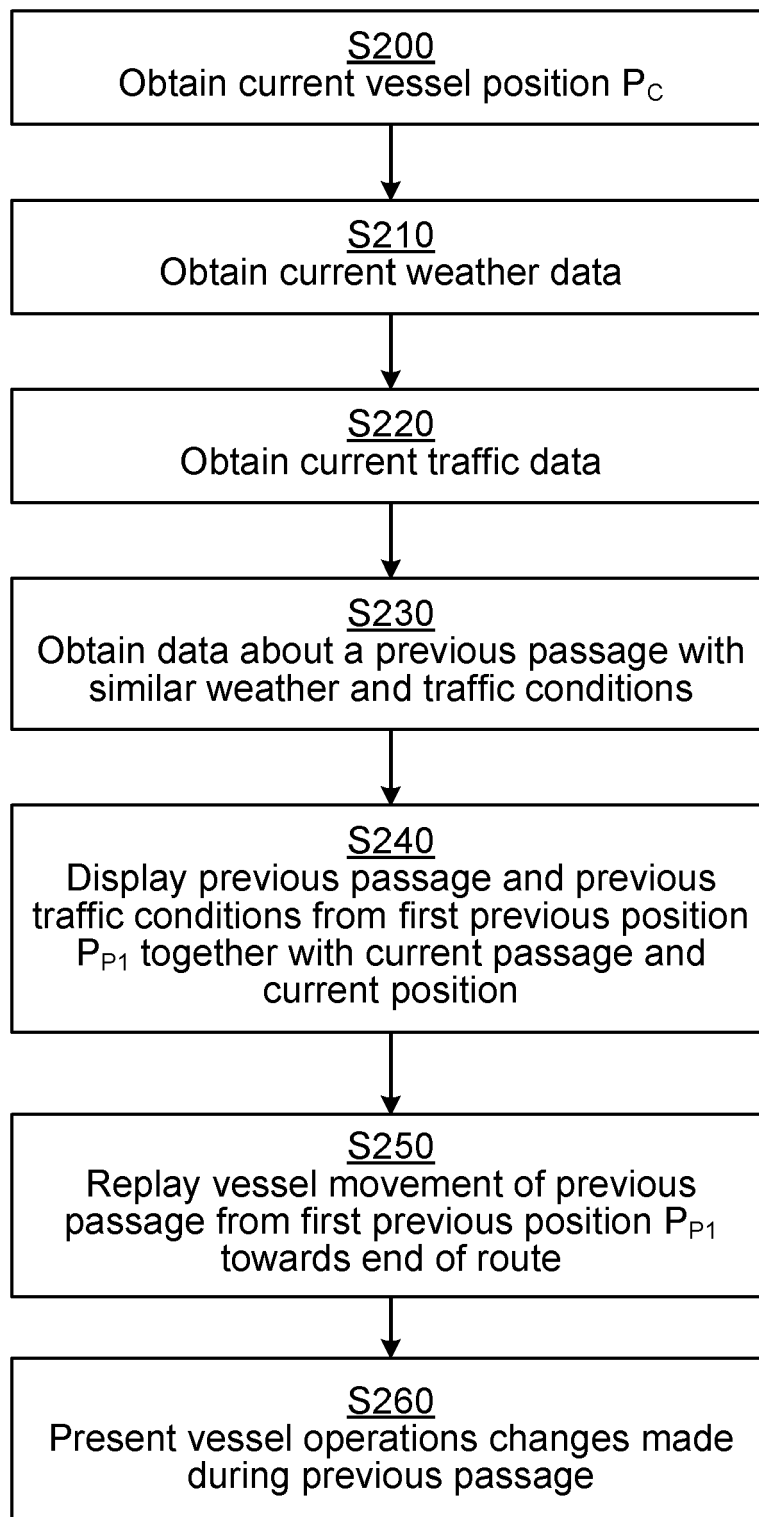 S200
Obtain current vessel position P_C
S210
Obtain current weather data
S220
Obtain current traffic data
S230
Obtain data about a previous passage with
similar weather and traffic conditions
S240
Display previous passage and previous
traffic conditions from first previous position
P_P1 together with current passage and
current position
S250
Replay vessel movement of previous
passage from first previous position P_P1
towards end of route
S260
Present vessel operations changes made
during previous passage